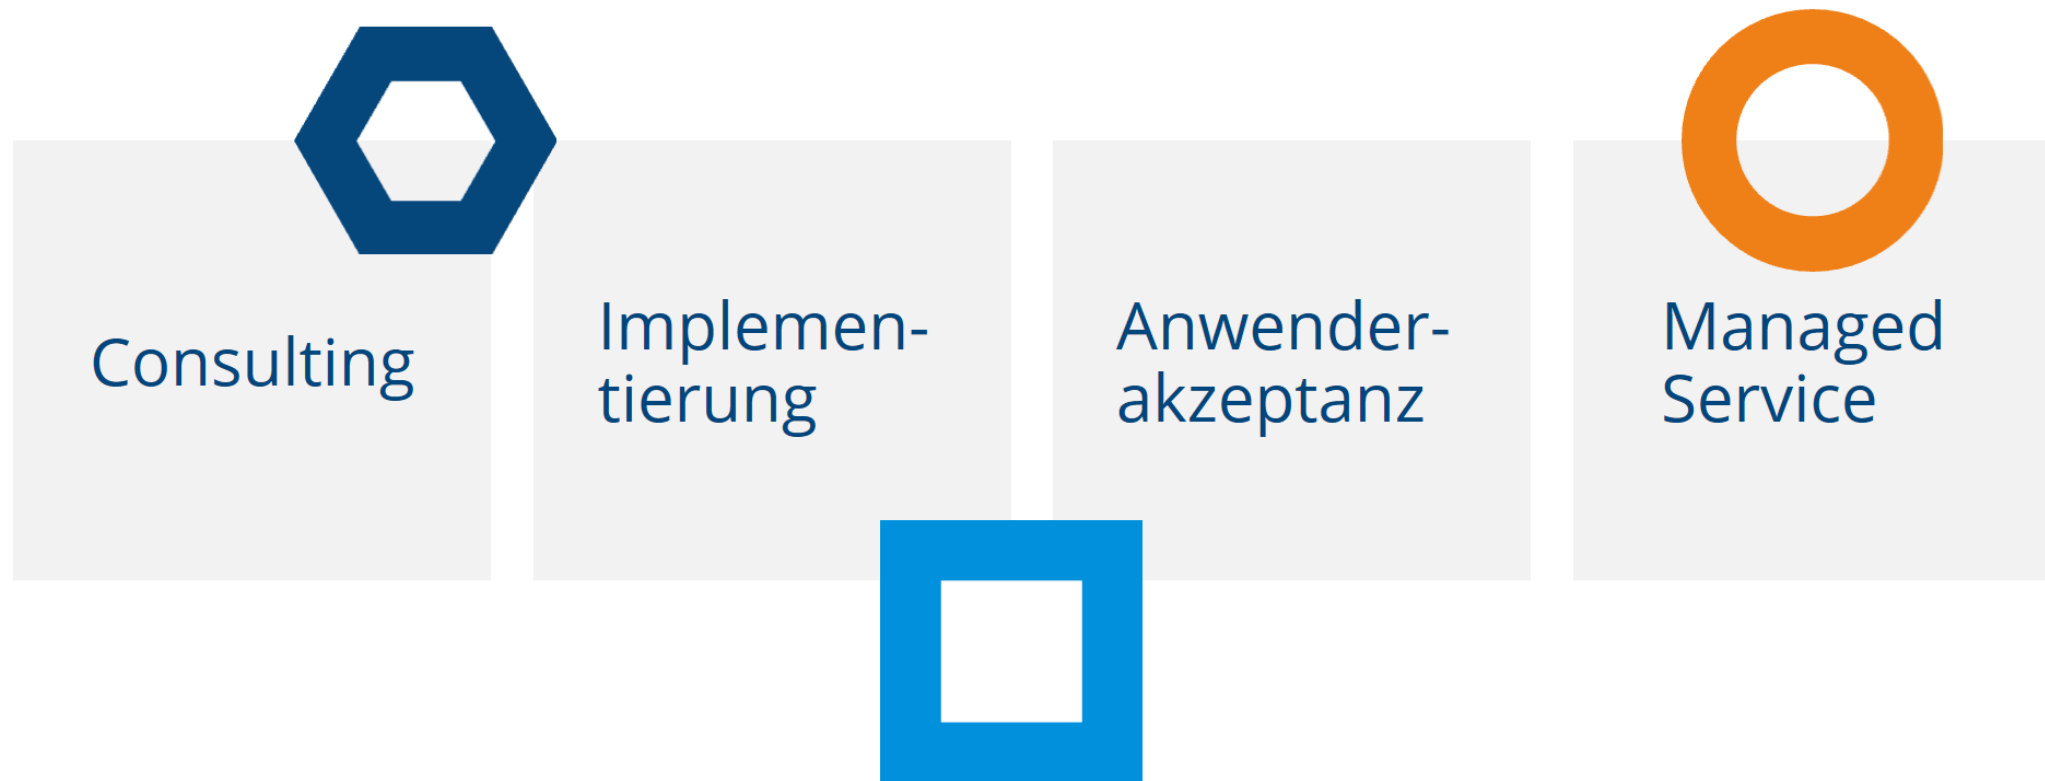 Consulting
Implemen-
tierung
Anwender-
akzeptanz
Managed
Service